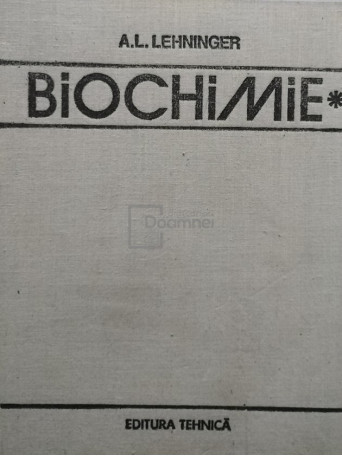 A.L. LEHNINGER
BiOCHiMiE*
Doamnei
EDITURA TEHNICĂ